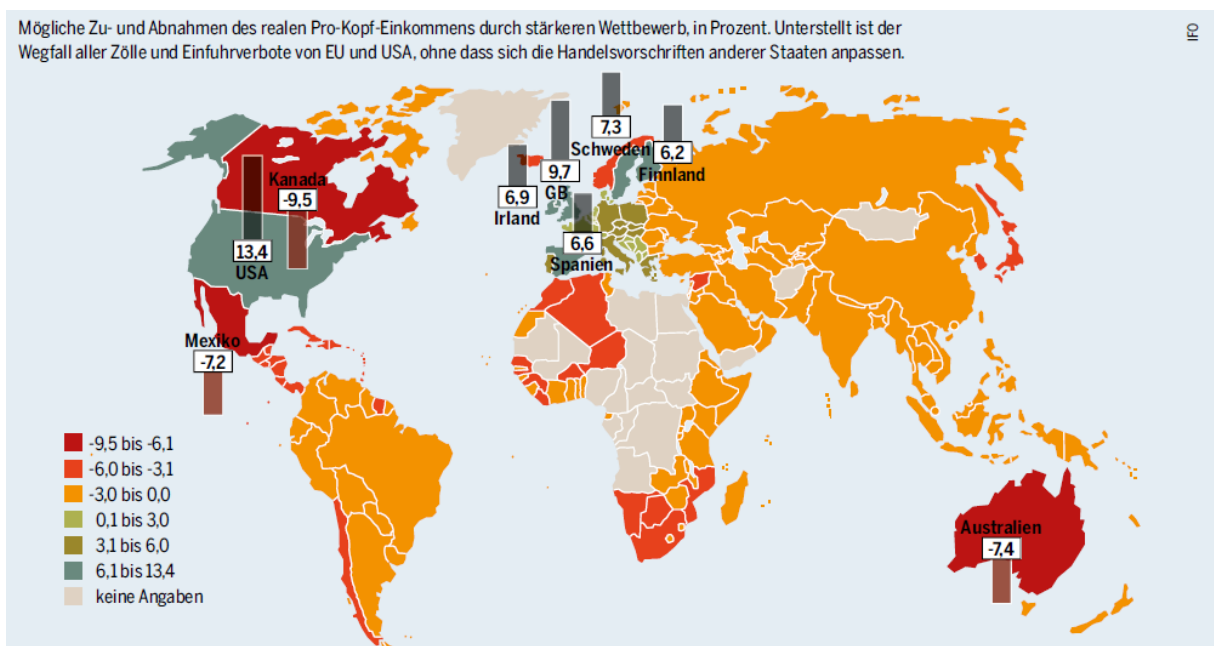 Mögliche Zu- und Abnahmen des realen Pro-Kopf-Einkommens durch stärkeren Wettbewerb, in Prozent. Unterstellt ist der
Wegfall aller Zölle und Einfuhrverbote von EU und USA, ohne dass sich die Handelsvorschriften anderer Staaten anpassen.
IFO
7,3
Schweden
6,2
Finnland
9,7
GB
6,9
Irland
6,6
Spanien
Kanada
-9,5
13,4
USA
Mexiko
-7,2
Australien
-7,4
-9,5 bis -6,1
-6,0 bis -3,1
-3,0 bis 0,0
0,1 bis 3,0
3,1 bis 6,0
6,1 bis 13,4
keine Angaben